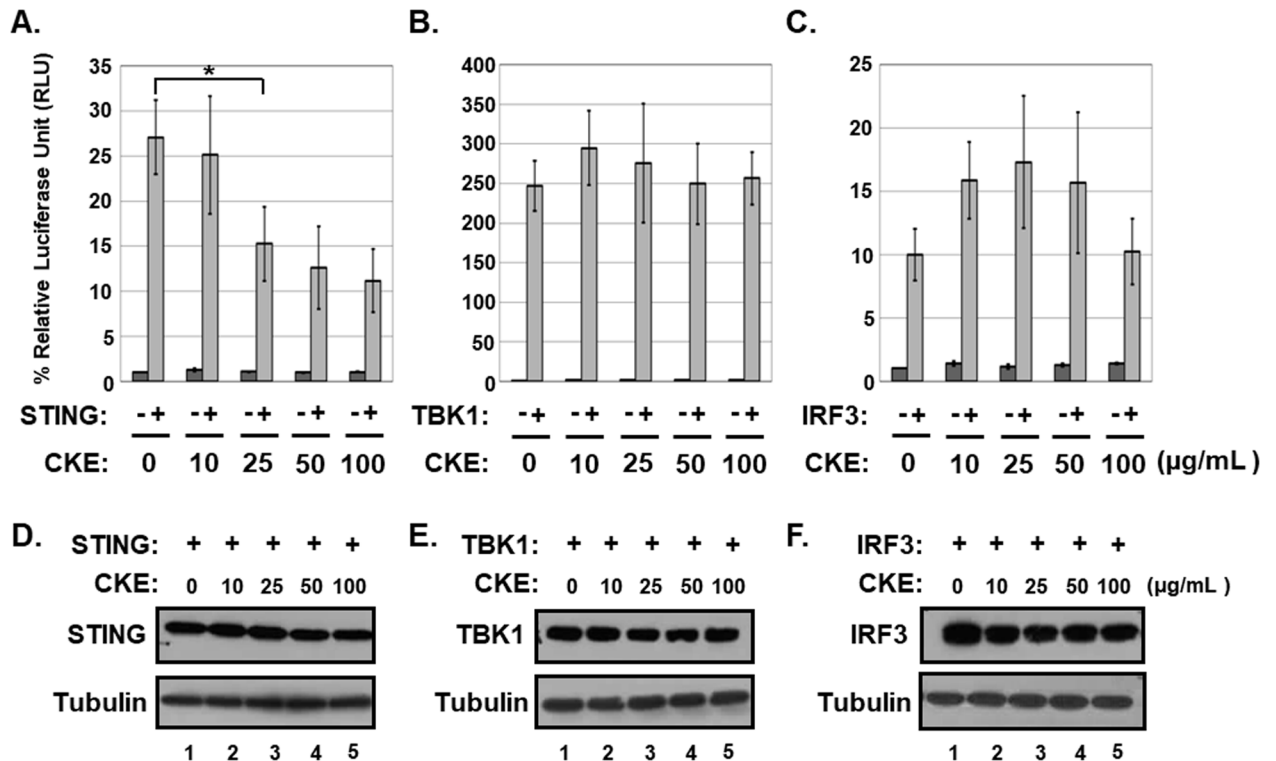 A.
% Relative Luciferase Unit (RLU)
35
30
25
20
15
10
5
0
*
STING: -+ -+ -+ -+ -+
CKE: 0 10 25 50 100
B.
400
350
300
250
200
150
100
50
0
TBK1: -+ -+ -+ -+ -+
CKE: 0 10 25 50 100
C.
25
20
15
10
5
0
IRF3: -+ -+ -+ -+ -+
CKE: 0 10 25 50 100 (µg/mL )
D.
STING: + + + + +
CKE: 0 10 25 50 100
STING
Tubulin
1 2 3 4 5
E.
TBK1: + + + + +
CKE: 0 10 25 50 100
TBK1
Tubulin
1 2 3 4 5
F.
IRF3: + + + + +
CKE: 0 10 25 50 100 (µg/mL )
IRF3
Tubulin
1 2 3 4 5